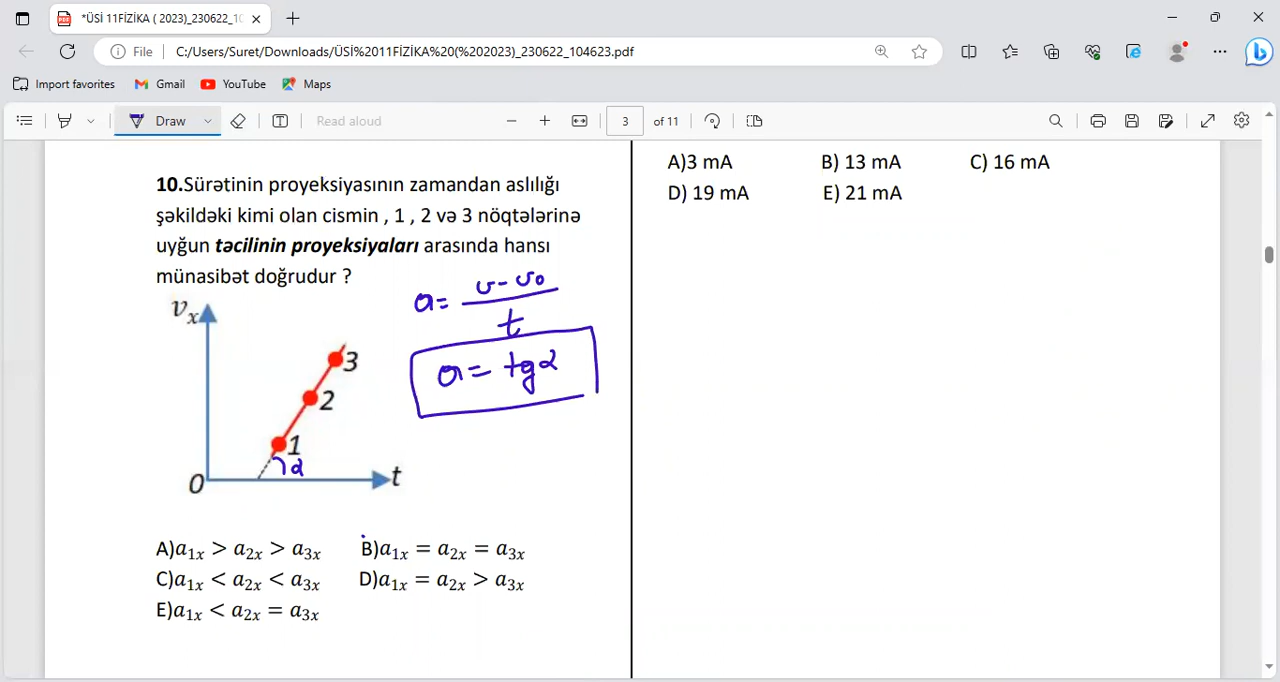 *ÜSİ 11FİZİKA ( 2023)_230622_10
File
C:/Users/Suret/Downloads/ÜSİ%2011FİZİKA%20(%202023)_230622_104623.pdf
Import favorites
Gmail
YouTube
Maps
Draw
Read aloud
3
of 11
10.Sürətinin proyeksiyasının zamandan aslılığı
şəkildəki kimi olan cismin , 1 , 2 və 3 nöqtələrinə
uyğun təcilinin proyeksiyaları arasında hansı
münasibət doğrudur ?
a= v-v₀
t
a= tgα
vₓ
3
2
1
α
0
t
A)a₁ₓ > a₂ₓ > a₃ₓ B)a₁ₓ = a₂ₓ = a₃ₓ
C)a₁ₓ < a₂ₓ < a₃ₓ D)a₁ₓ = a₂ₓ > a₃ₓ
E)a₁ₓ < a₂ₓ = a₃ₓ
A)3 mA B) 13 mA C) 16 mA
D) 19 mA E) 21 mA